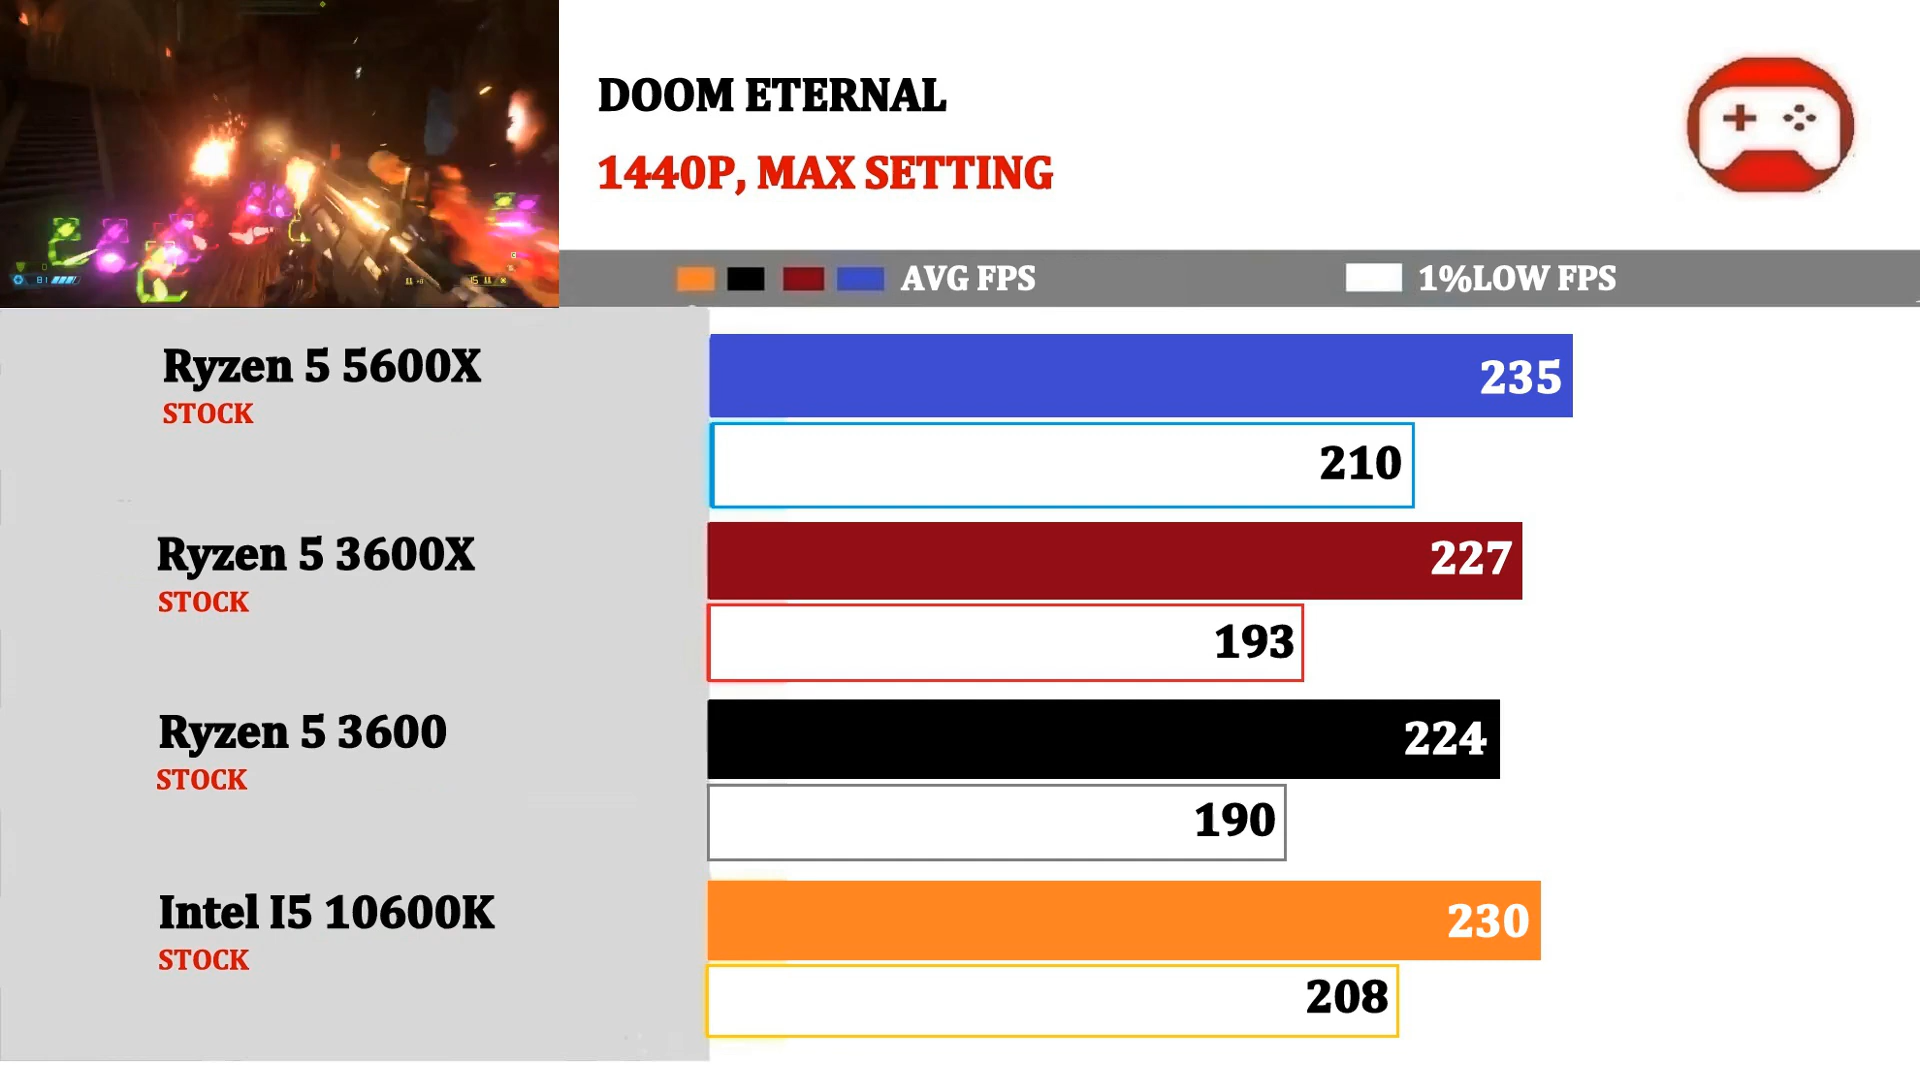 DOOM ETERNAL
1440P, MAX SETTING
AVG FPS
1%LOW FPS
Ryzen 5 5600X
STOCK
235
210
Ryzen 5 3600X
STOCK
227
193
Ryzen 5 3600
STOCK
224
190
Intel I5 10600K
STOCK
230
208